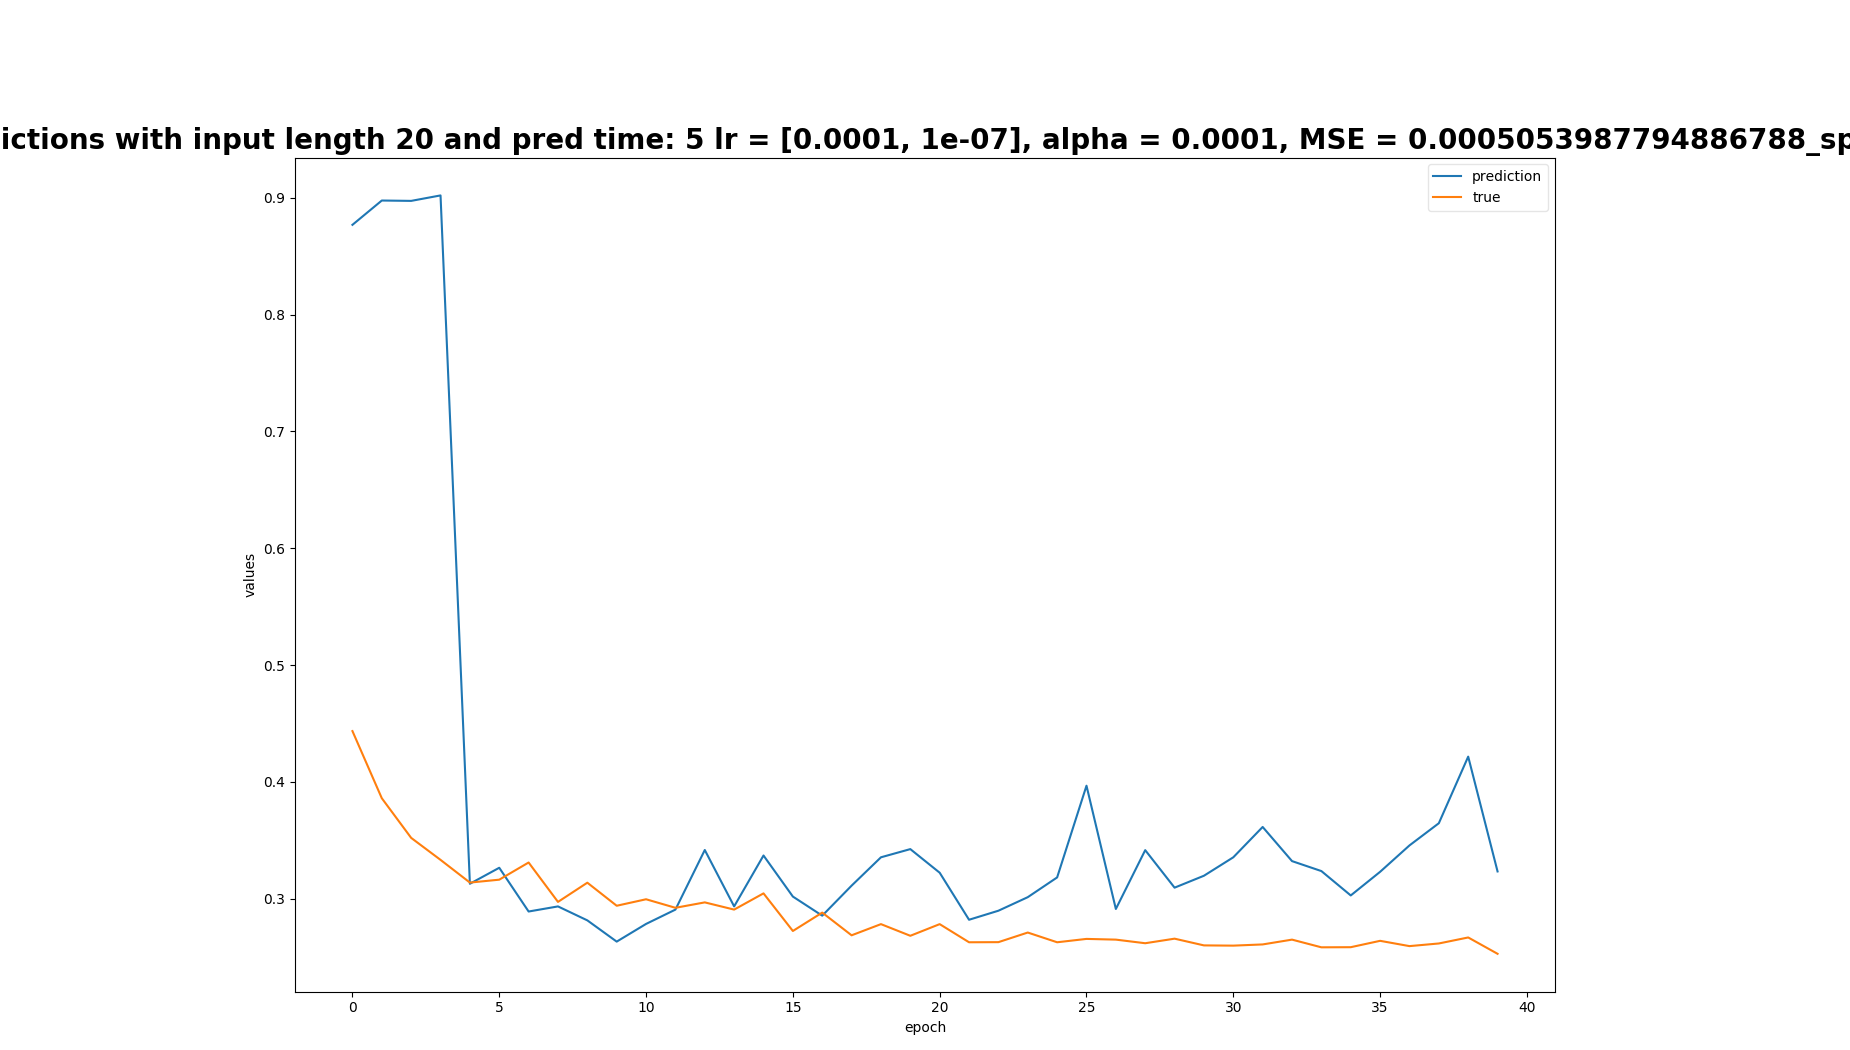 ictions with input length 20 and pred time: 5 lr = [0.0001, 1e-07], alpha = 0.0001, MSE = 0.0005053987794886788_sp
prediction
true
0.9
0.8
0.7
0.6
0.5
0.4
0.3
values
0 5 10 15 20 25 30 35 40
epoch